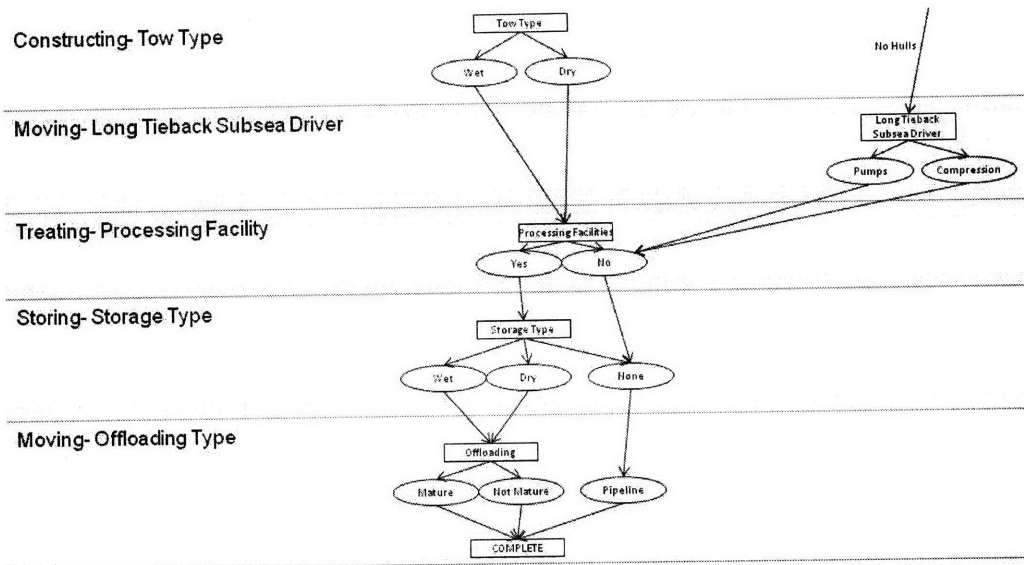 Constructing- Tow Type
Tow Type
No Hulls
Wet
Dry
Moving- Long Tieback Subsea Driver
Long Tieback
Subsea Driver
Pumps
Compression
Treating- Processing Facility
Processing Facilities
Yes
No
Storing- Storage Type
Storage Type
Wet
Dry
None
Moving- Offloading Type
Offloading
Mature
Not Mature
Pipeline
COMPLETE